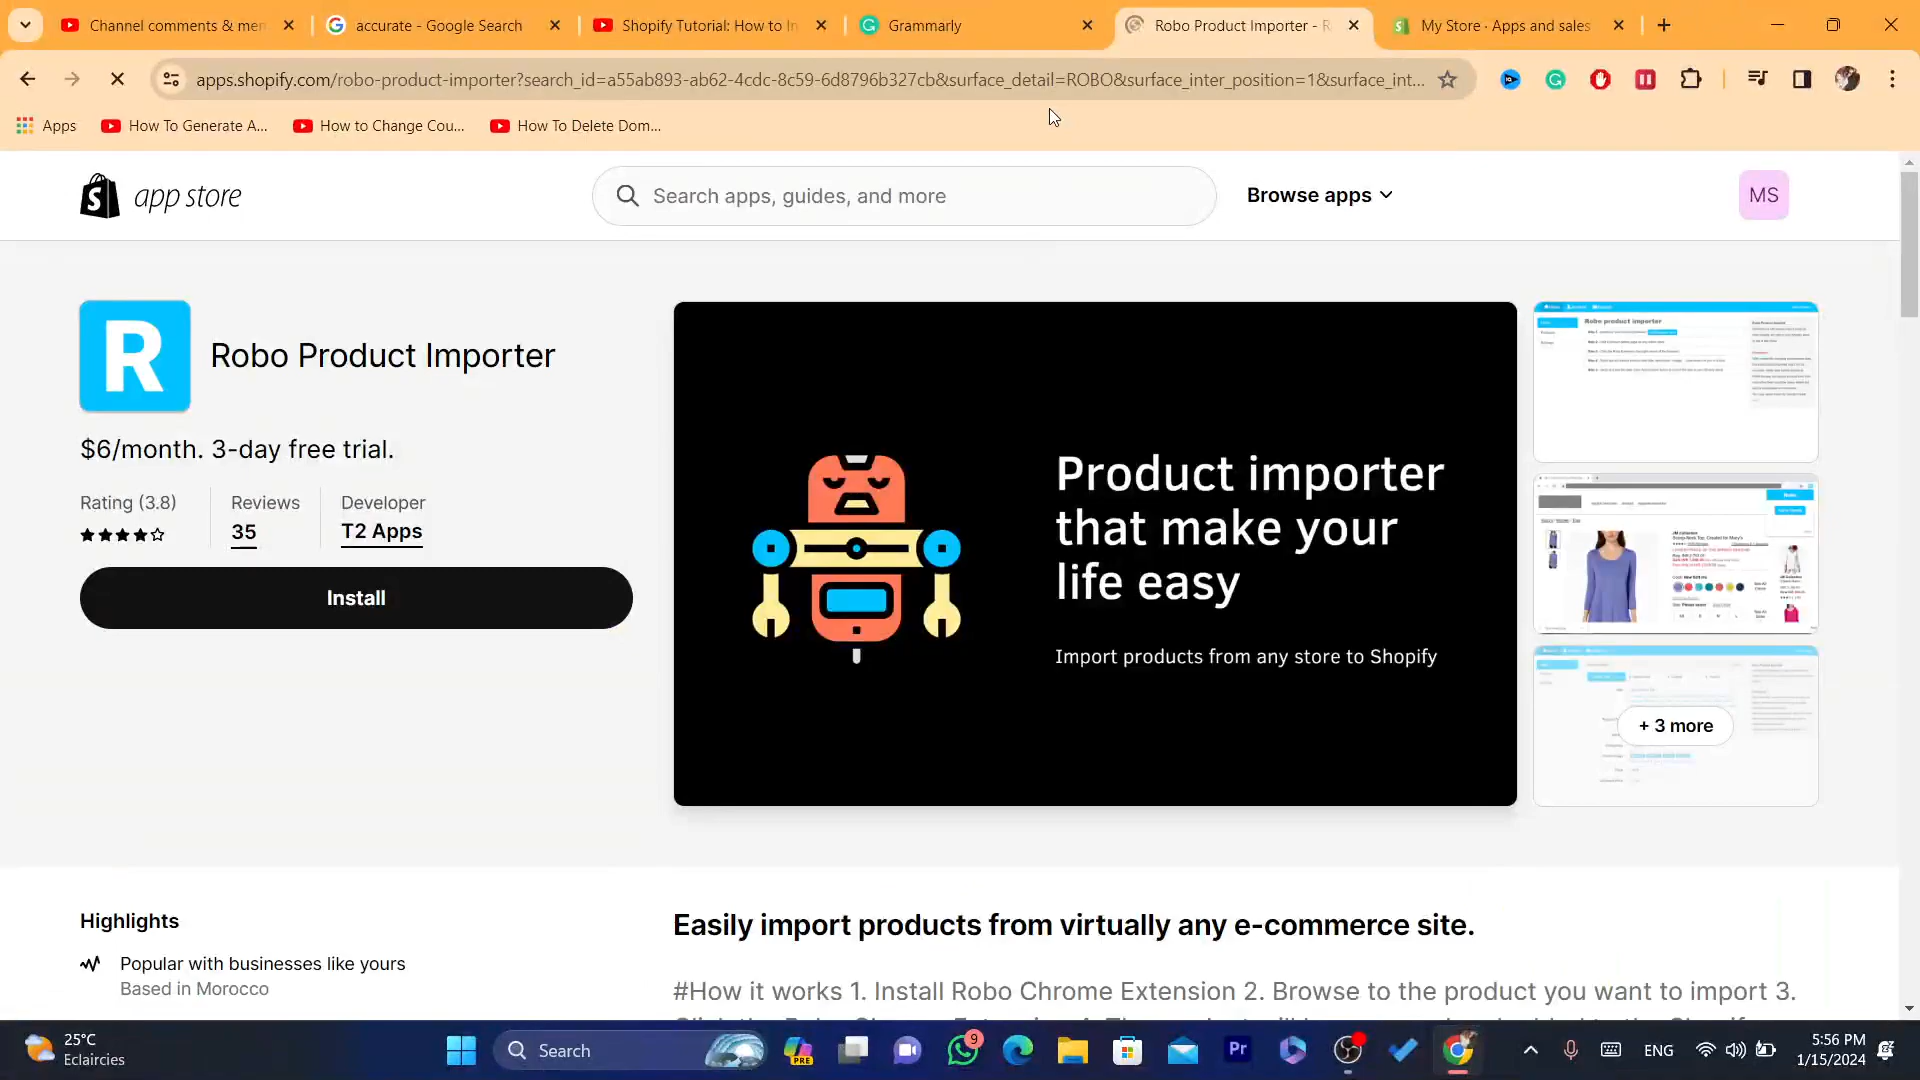 Channel comments & men
accurate - Google Search
Shopify Tutorial: How to In
Grammarly
Robo Product Importer - R
My Store · Apps and sales
apps.shopify.com/robo-product-importer?search_id=a55ab893-ab62-4cdc-8c59-6d8796b327cb&surface_detail=ROBO&surface_inter_position=1&surface_int...
Apps
How To Generate A...
How to Change Cou...
How To Delete Dom...
app store
Search apps, guides, and more
Browse apps
MS
R
Robo Product Importer
$6/month. 3-day free trial.
Rating (3.8)
Reviews
35
Developer
T2 Apps
Install
Product importer
that make your
life easy
Import products from any store to Shopify
Robo product importer
+ 3 more
Highlights
Popular with businesses like yours
Based in Morocco
Easily import products from virtually any e-commerce site.
#How it works 1. Install Robo Chrome Extension 2. Browse to the product you want to import 3.
25°C
Eclaircies
Search
PRE
9
Pr
ENG
5:56 PM
1/15/2024